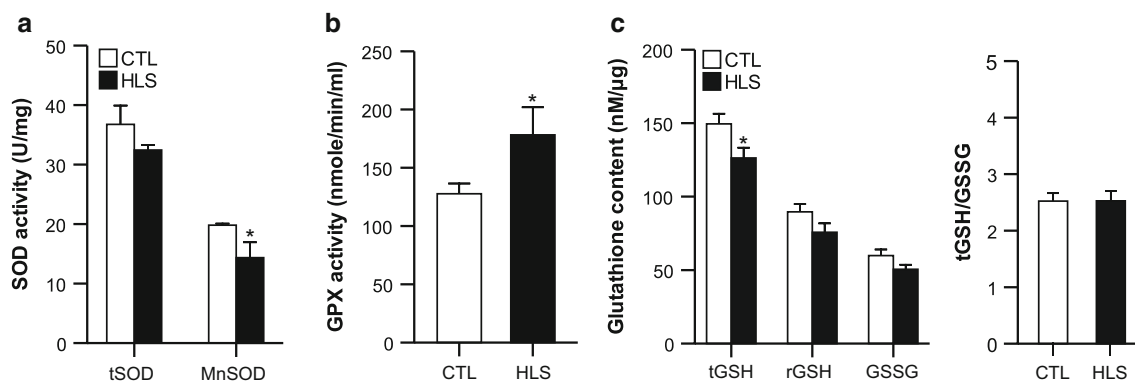 a
SOD activity (U/mg)
50
40
30
20
10
0
CTL
HLS
*
tSOD MnSOD
b
GPX activity (nmole/min/ml)
250
200
150
100
50
0
*
CTL HLS
c
Glutathione content (nM/µg)
200
150
100
50
0
CTL
HLS
*
tGSH rGSH GSSG
tGSH/GSSG
5
4
3
2
1
0
CTL HLS